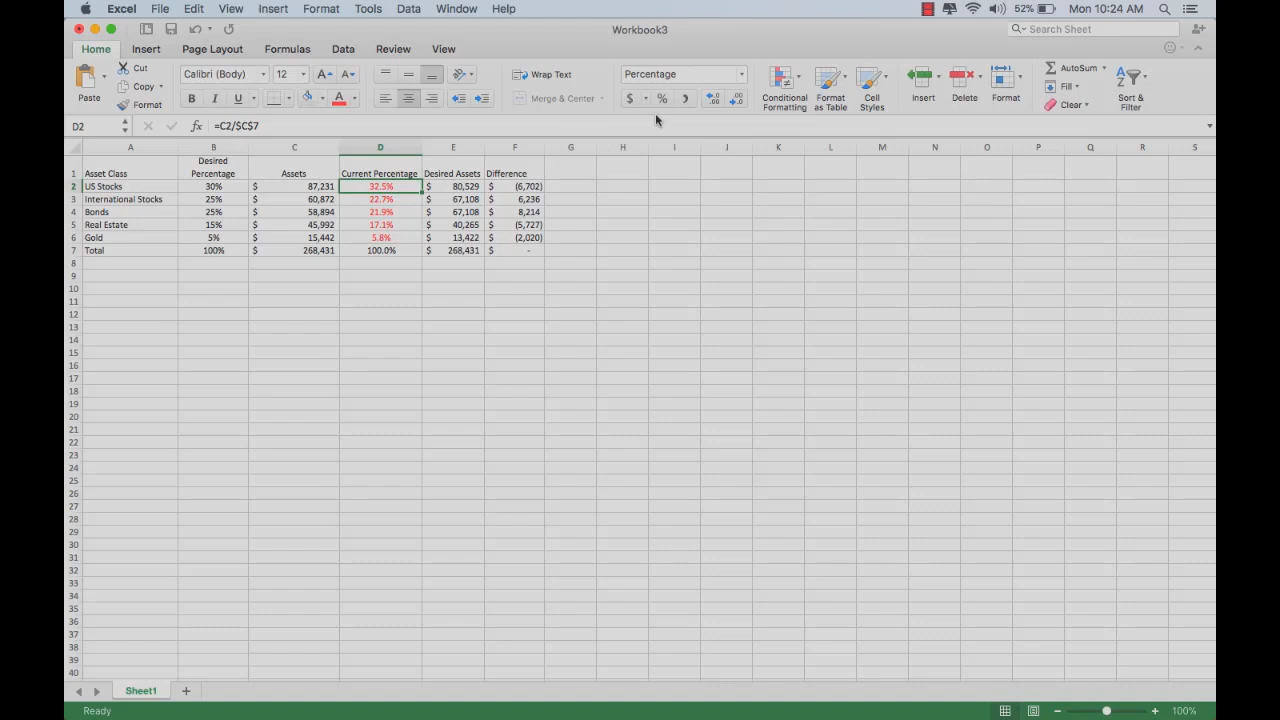 Excel File Edit View Insert Format Tools Data Window Help 52% Mon 10:24 AM
Workbook3 Search Sheet
Home Insert Page Layout Formulas Data Review View
Paste Cut Copy Format
Calibri (Body) 12 A A
B I U A
Wrap Text
Merge & Center
Percentage
$ % .0 .00
Conditional Formatting Format as Table Cell Styles
Insert Delete Format
AutoSum Fill Clear
Sort & Filter
D2 fx =C2/$C$7
A B C D E F G H I J K L M N O P Q R S
1 Asset Class Desired Percentage Assets Current Percentage Desired Assets Difference
2 US Stocks 30% $ 87,231 32.5% $ 80,529 $ (6,702)
3 International Stocks 25% $ 60,872 22.7% $ 67,108 $ 6,236
4 Bonds 25% $ 58,894 21.9% $ 67,108 $ 8,214
5 Real Estate 15% $ 45,992 17.1% $ 40,265 $ (5,727)
6 Gold 5% $ 15,442 5.8% $ 13,422 $ (2,020)
7 Total 100% $ 268,431 100.0% $ 268,431 $ -
8
9
10
11
12
13
14
15
16
17
18
19
20
21
22
23
24
25
26
27
28
29
30
31
32
33
34
35
36
37
38
39
40
Sheet1 +
Ready 100%